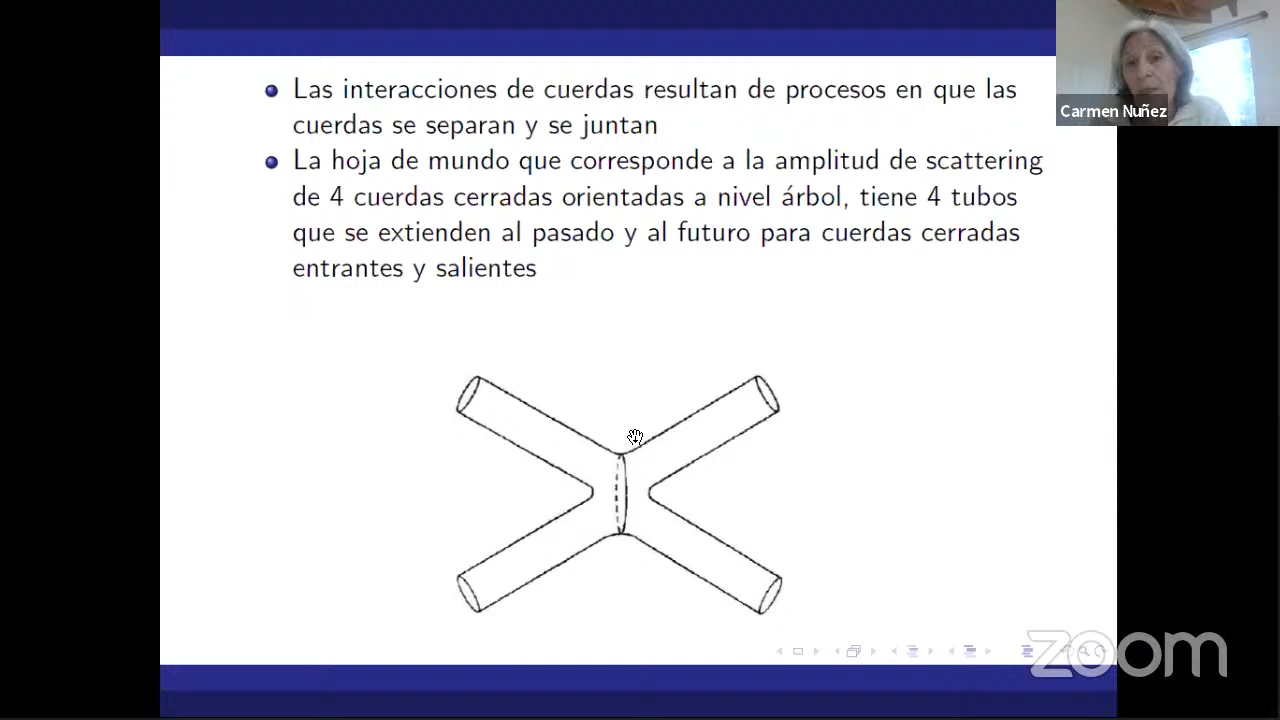 Las interacciones de cuerdas resultan de procesos en que las
cuerdas se separan y se juntan
La hoja de mundo que corresponde a la amplitud de scattering
de 4 cuerdas cerradas orientadas a nivel árbol, tiene 4 tubos
que se extienden al pasado y al futuro para cuerdas cerradas
entrantes y salientes
Carmen Nuñez
zoom